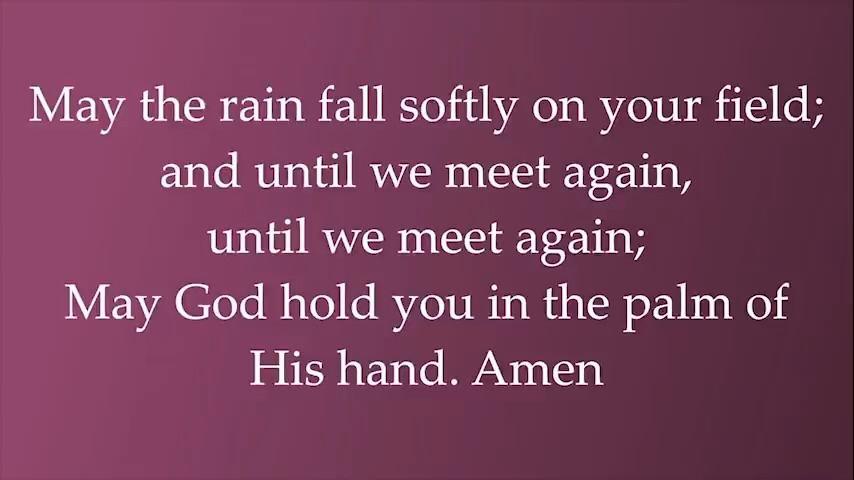 May the rain fall softly on your field;
and until we meet again,
until we meet again;
May God hold you in the palm of
His hand. Amen